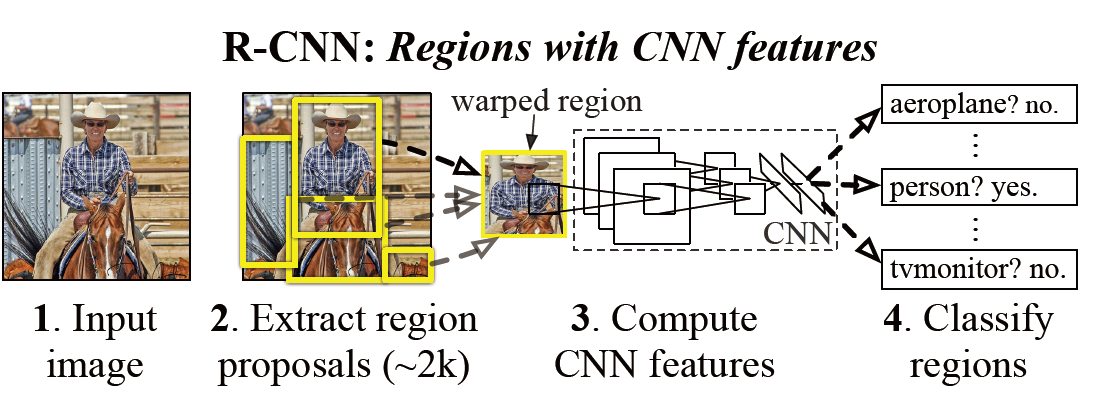 R-CNN: Regions with CNN features
warped region
aeroplane? no.
person? yes.
tvmonitor? no.
CNN
1. Input
image
2. Extract region
proposals (~2k)
3. Compute
CNN features
4. Classify
regions